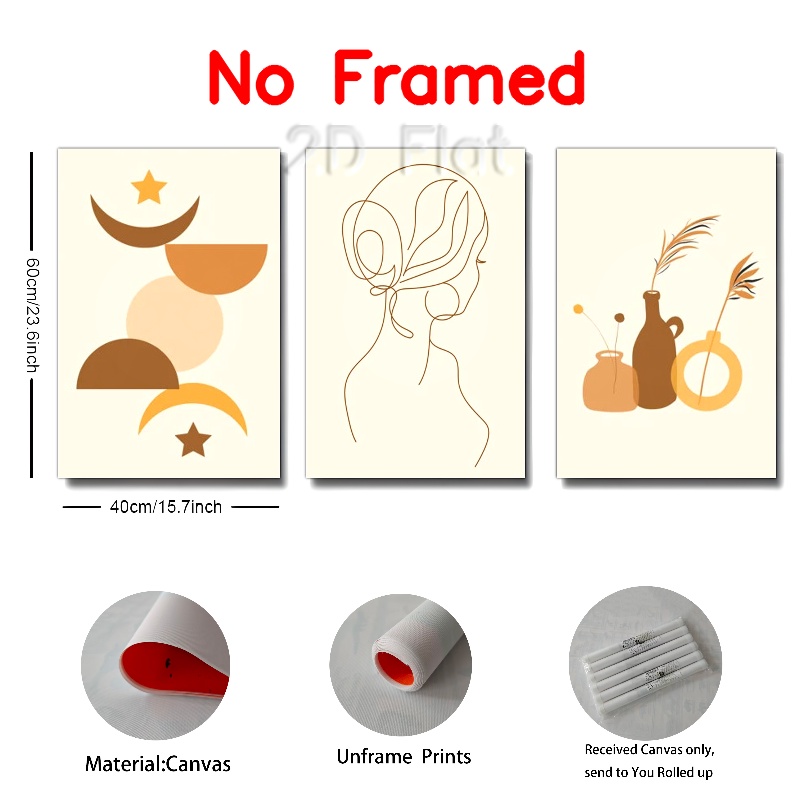 No Framed
2D Flat
60cm/23.6inch
40cm/15.7inch
Material:Canvas
Unframe Prints
Received Canvas only,
send to You Rolled up